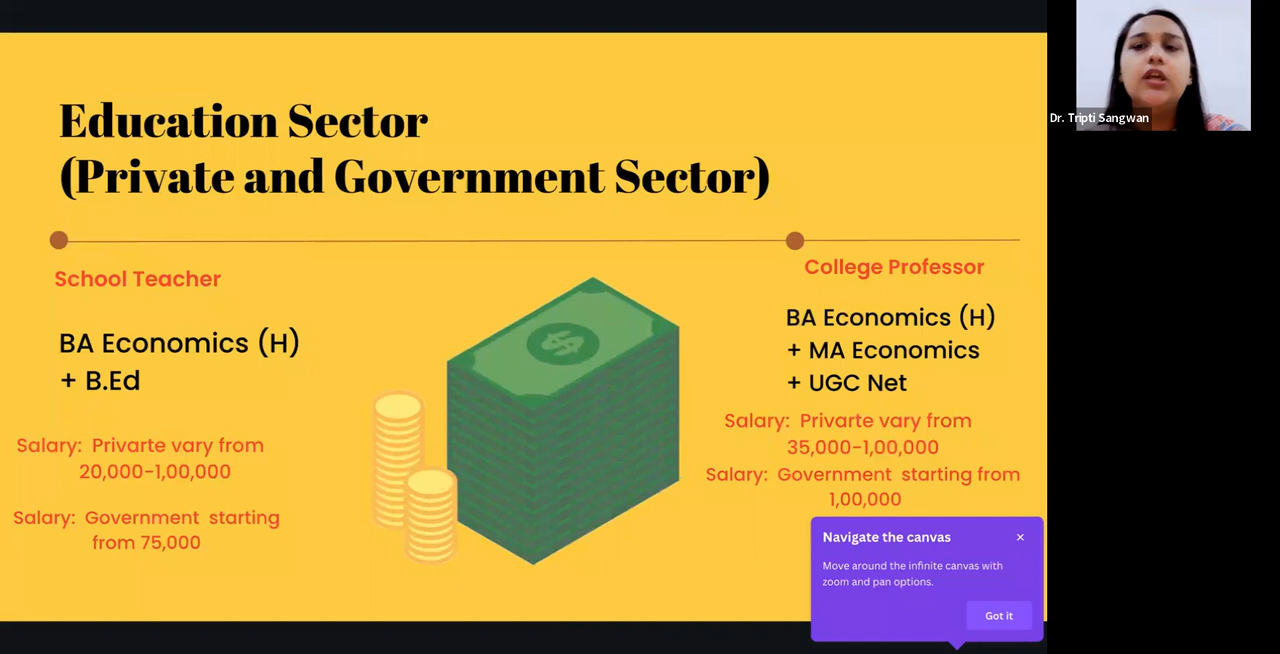 Education Sector
(Private and Government Sector)
School Teacher
BA Economics (H)
+ B.Ed
Salary: Privarte vary from
20,000-1,00,000
Salary: Government starting
from 75,000
College Professor
BA Economics (H)
+ MA Economics
+ UGC Net
Salary: Privarte vary from
35,000-1,00,000
Salary: Government starting from
1,00,000
Navigate the canvas
Move around the infinite canvas with
zoom and pan options.
Got it
Dr. Tripti Sangwan